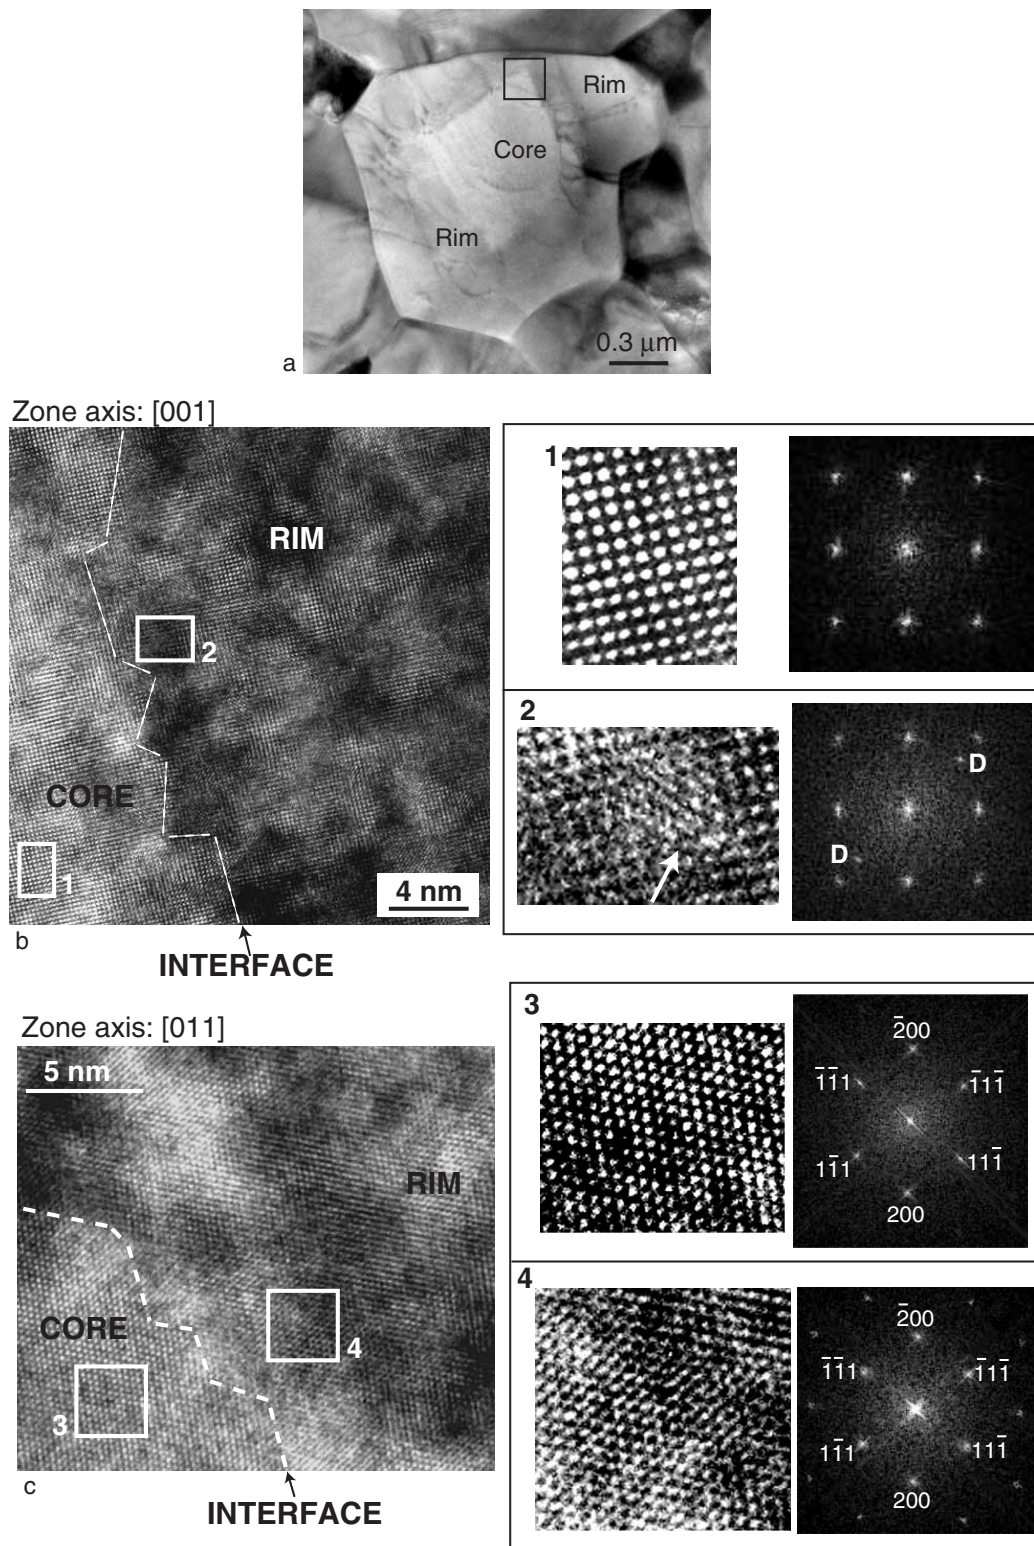 Rim
Core
Rim
0.3 μm
a
Zone axis: [001]
RIM
2
CORE
1
4 nm
b
INTERFACE
1
2
D
D
Zone axis: [011]
5 nm
RIM
CORE
4
3
c
INTERFACE
3
2̅00
1̅1̅1 1̅11̅
11̅1 111̅
200
4
2̅00
1̅1̅1 1̅11̅
11̅1 111̅
200